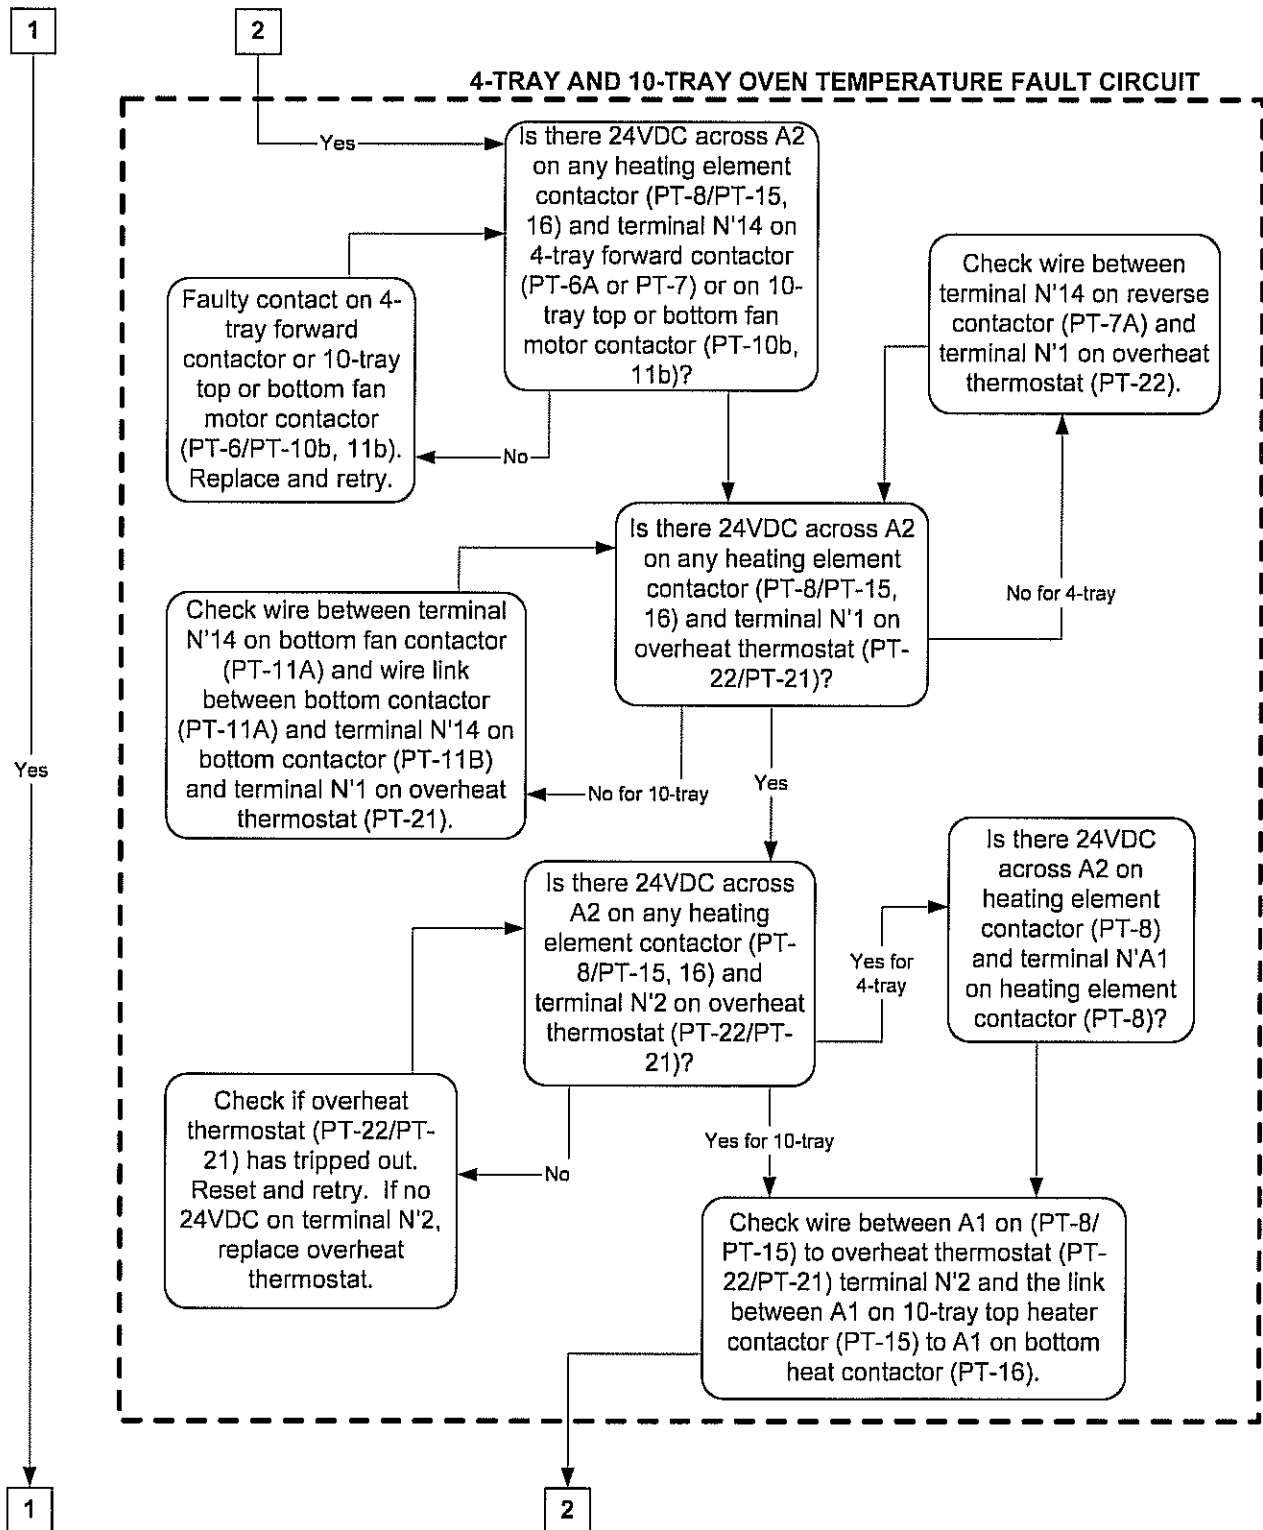 1
2
4-TRAY AND 10-TRAY OVEN TEMPERATURE FAULT CIRCUIT
Yes
Is there 24VDC across A2
on any heating element
contactor (PT-8/PT-15,
16) and terminal N'14 on
4-tray forward contactor
(PT-6A or PT-7) or on 10-
tray top or bottom fan
motor contactor (PT-10b,
11b)?
Faulty contact on 4-
tray forward
contactor or 10-tray
top or bottom fan
motor contactor
(PT-6/PT-10b, 11b).
Replace and retry.
No
Check wire between
terminal N'14 on reverse
contactor (PT-7A) and
terminal N'1 on overheat
thermostat (PT-22).
Is there 24VDC across A2
on any heating element
contactor (PT-8/PT-15,
16) and terminal N'1 on
overheat thermostat (PT-
22/PT-21)?
No for 4-tray
Check wire between terminal
N'14 on bottom fan contactor
(PT-11A) and wire link
between bottom contactor
(PT-11A) and terminal N'14 on
bottom contactor (PT-11B)
and terminal N'1 on overheat
thermostat (PT-21).
No for 10-tray
Yes
Yes
Is there 24VDC across
A2 on any heating
element contactor (PT-
8/PT-15, 16) and
terminal N'2 on overheat
thermostat (PT-22/PT-
21)?
Yes for
4-tray
Is there 24VDC
across A2 on
heating element
contactor (PT-8)
and terminal N'A1
on heating element
contactor (PT-8)?
Check if overheat
thermostat (PT-22/PT-
21) has tripped out.
Reset and retry.  If no
24VDC on terminal N'2,
replace overheat
thermostat.
No
Yes for 10-tray
Check wire between A1 on (PT-8/
PT-15) to overheat thermostat (PT-
22/PT-21) terminal N'2 and the link
between A1 on 10-tray top heater
contactor (PT-15) to A1 on bottom
heat contactor (PT-16).
1
2